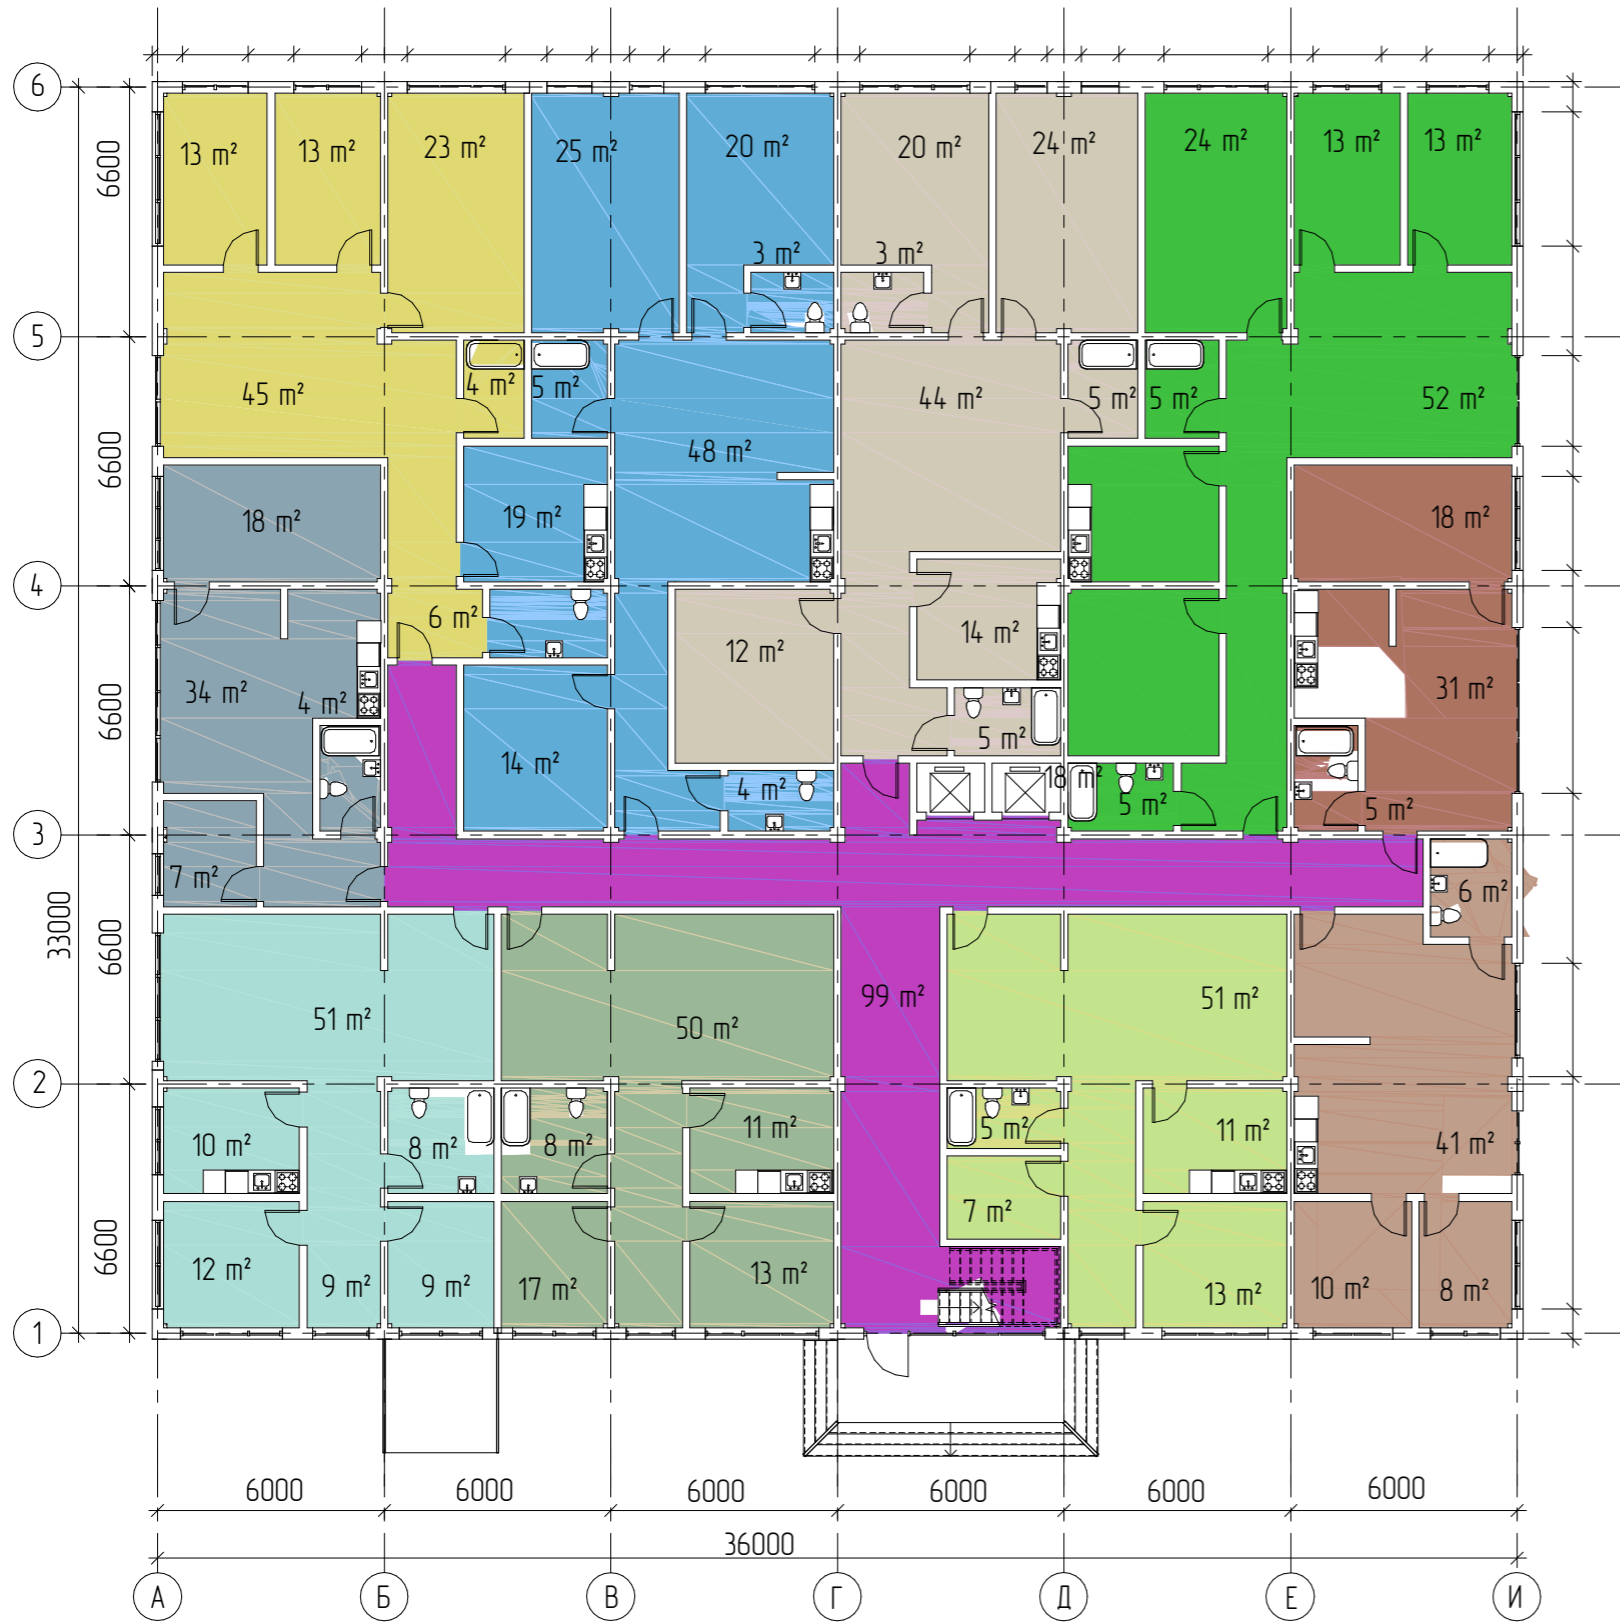 6
13 m²
13 m²
23 m²
25 m²
20 m²
20 m²
24 m²
24 m²
13 m²
13 m²
6600
3 m²
3 m²
5
45 m²
4 m²
5 m²
48 m²
44 m²
5 m²
5 m²
52 m²
6600
18 m²
19 m²
18 m²
4
6 m²
12 m²
14 m²
34 m²
4 m²
31 m²
6600
14 m²
4 m²
5 m²
18 m²
5 m²
5 m²
3
7 m²
6 m²
33000
6600
51 m²
50 m²
99 m²
51 m²
2
10 m²
8 m²
8 m²
11 m²
5 m²
11 m²
41 m²
6600
12 m²
9 m²
9 m²
17 m²
13 m²
7 m²
13 m²
10 m²
8 m²
1
6000
6000
6000
6000
6000
6000
36000
А
Б
В
Г
Д
Е
И